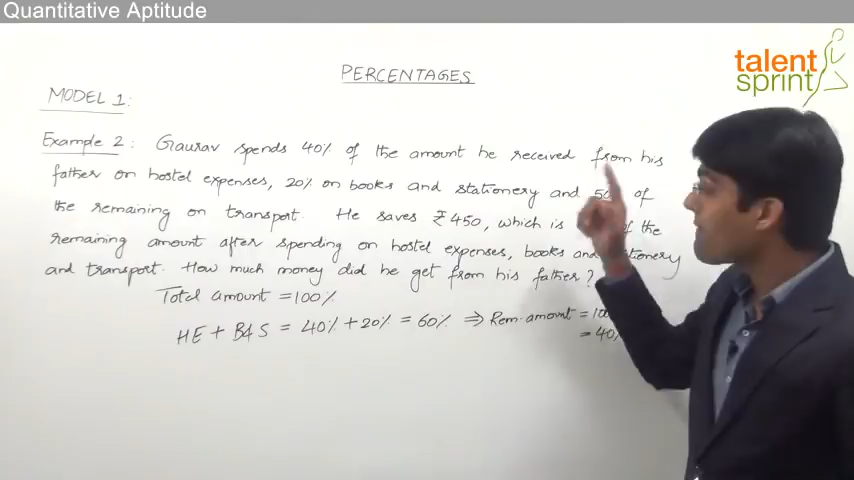 Quantitative Aptitude
talent
sprint
PERCENTAGES
MODEL 1:
Example 2: Gaurav spends 40% of the amount he received from his
father on hostel expenses, 20% on books and stationery and of
the remaining on transport. He saves ₹450, which is of the
remaining amount after spending on hostel expenses, books and
and transport. How much money did he get from his father?
Total amount = 100%
HE + B&S = 40% + 20% = 60% ⇒ Rem. amount =
= 40%